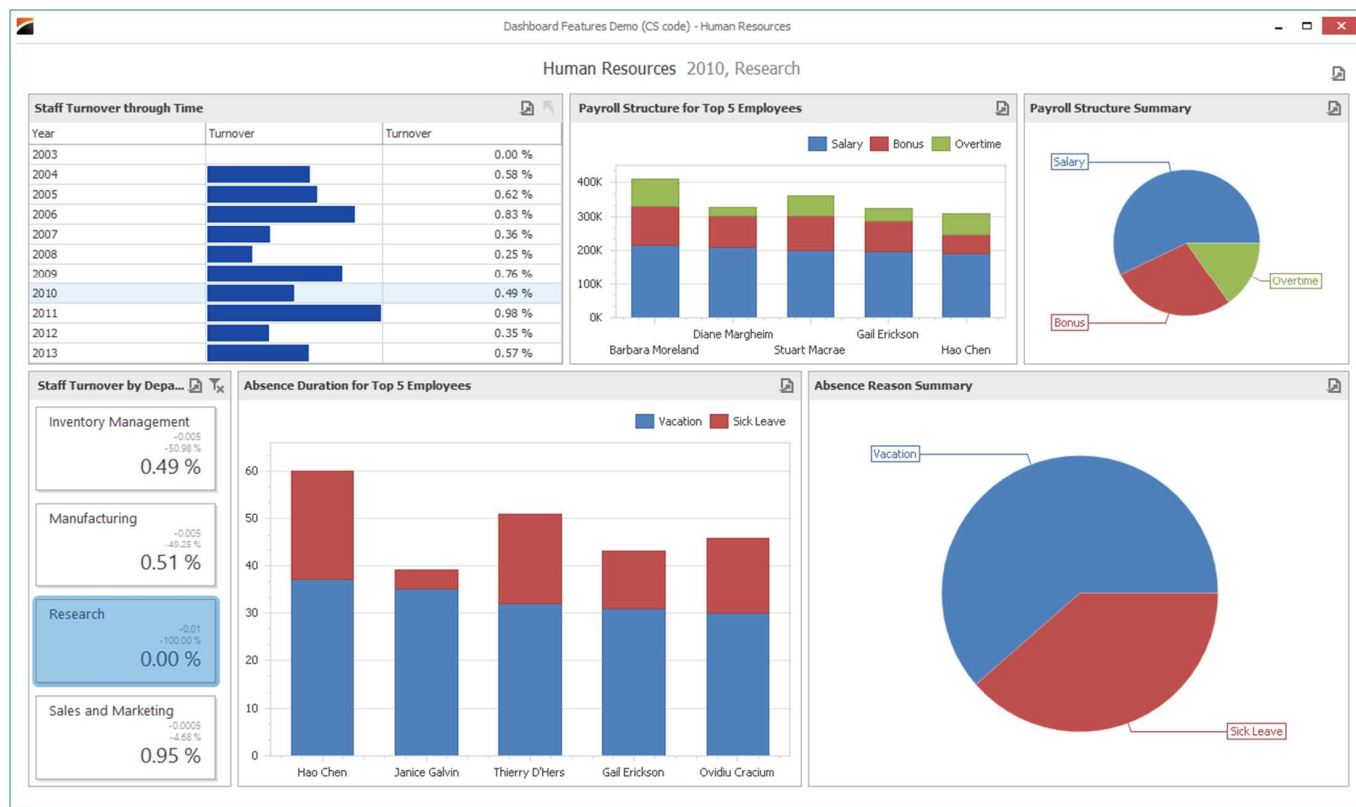 Dashboard Features Demo (CS code) - Human Resources
Human Resources 2010, Research
Staff Turnover through Time
Year Turnover Turnover
2003 0.00 %
2004 0.58 %
2005 0.62 %
2006 0.83 %
2007 0.36 %
2008 0.25 %
2009 0.76 %
2010 0.49 %
2011 0.98 %
2012 0.35 %
2013 0.57 %
Payroll Structure for Top 5 Employees
Salary Bonus Overtime
400K
300K
200K
100K
0K
Diane Margheim Gail Erickson
Barbara Moreland Stuart Macrae Hao Chen
Payroll Structure Summary
Salary
Overtime
Bonus
Staff Turnover by Depa...
Inventory Management
-0.005
-50.98 %
0.49 %
Manufacturing
-0.005
-49.25 %
0.51 %
Research
-0.01
-100.00 %
0.00 %
Sales and Marketing
-0.0005
-4.68 %
0.95 %
Absence Duration for Top 5 Employees
Vacation Sick Leave
60
50
40
30
20
10
0
Hao Chen Janice Galvin Thierry D'Hers Gail Erickson Ovidiu Cracium
Absence Reason Summary
Vacation
Sick Leave